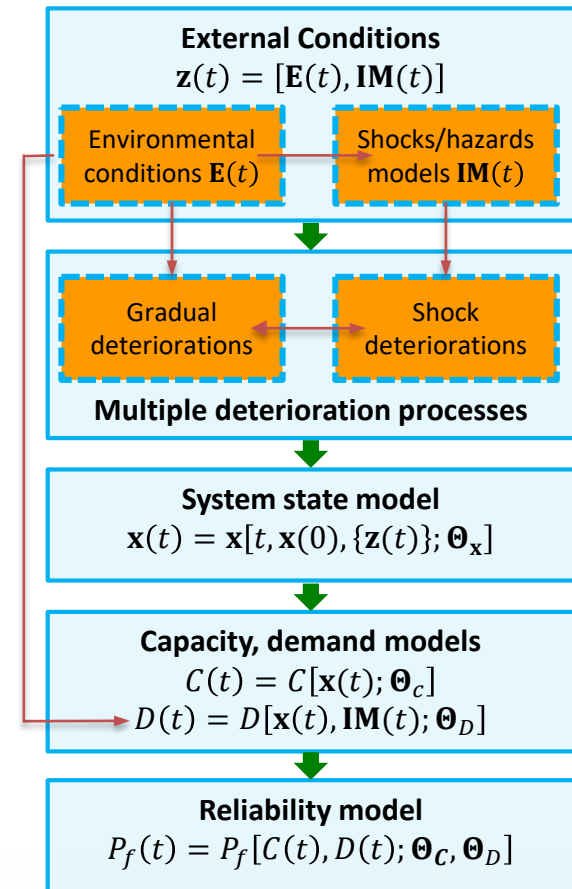 External Conditions
𝐳(𝑡) = [𝐄(𝑡), 𝐈𝐌(𝑡)]
Environmental
conditions 𝐄(𝑡)
Shocks/hazards
models 𝐈𝐌(𝑡)
Gradual
deteriorations
Shock
deteriorations
Multiple deterioration processes
System state model
𝐱(𝑡) = 𝐱[𝑡, 𝐱(0), {𝐳(𝑡)}; 𝚯𝐱]
Capacity, demand models
𝐶(𝑡) = 𝐶[𝐱(𝑡); 𝚯𝑐]
𝐷(𝑡) = 𝐷[𝐱(𝑡), 𝐈𝐌(𝑡); 𝚯𝐷]
Reliability model
𝑃𝑓(𝑡) = 𝑃𝑓[𝐶(𝑡), 𝐷(𝑡); 𝚯𝑪, 𝚯𝐷]